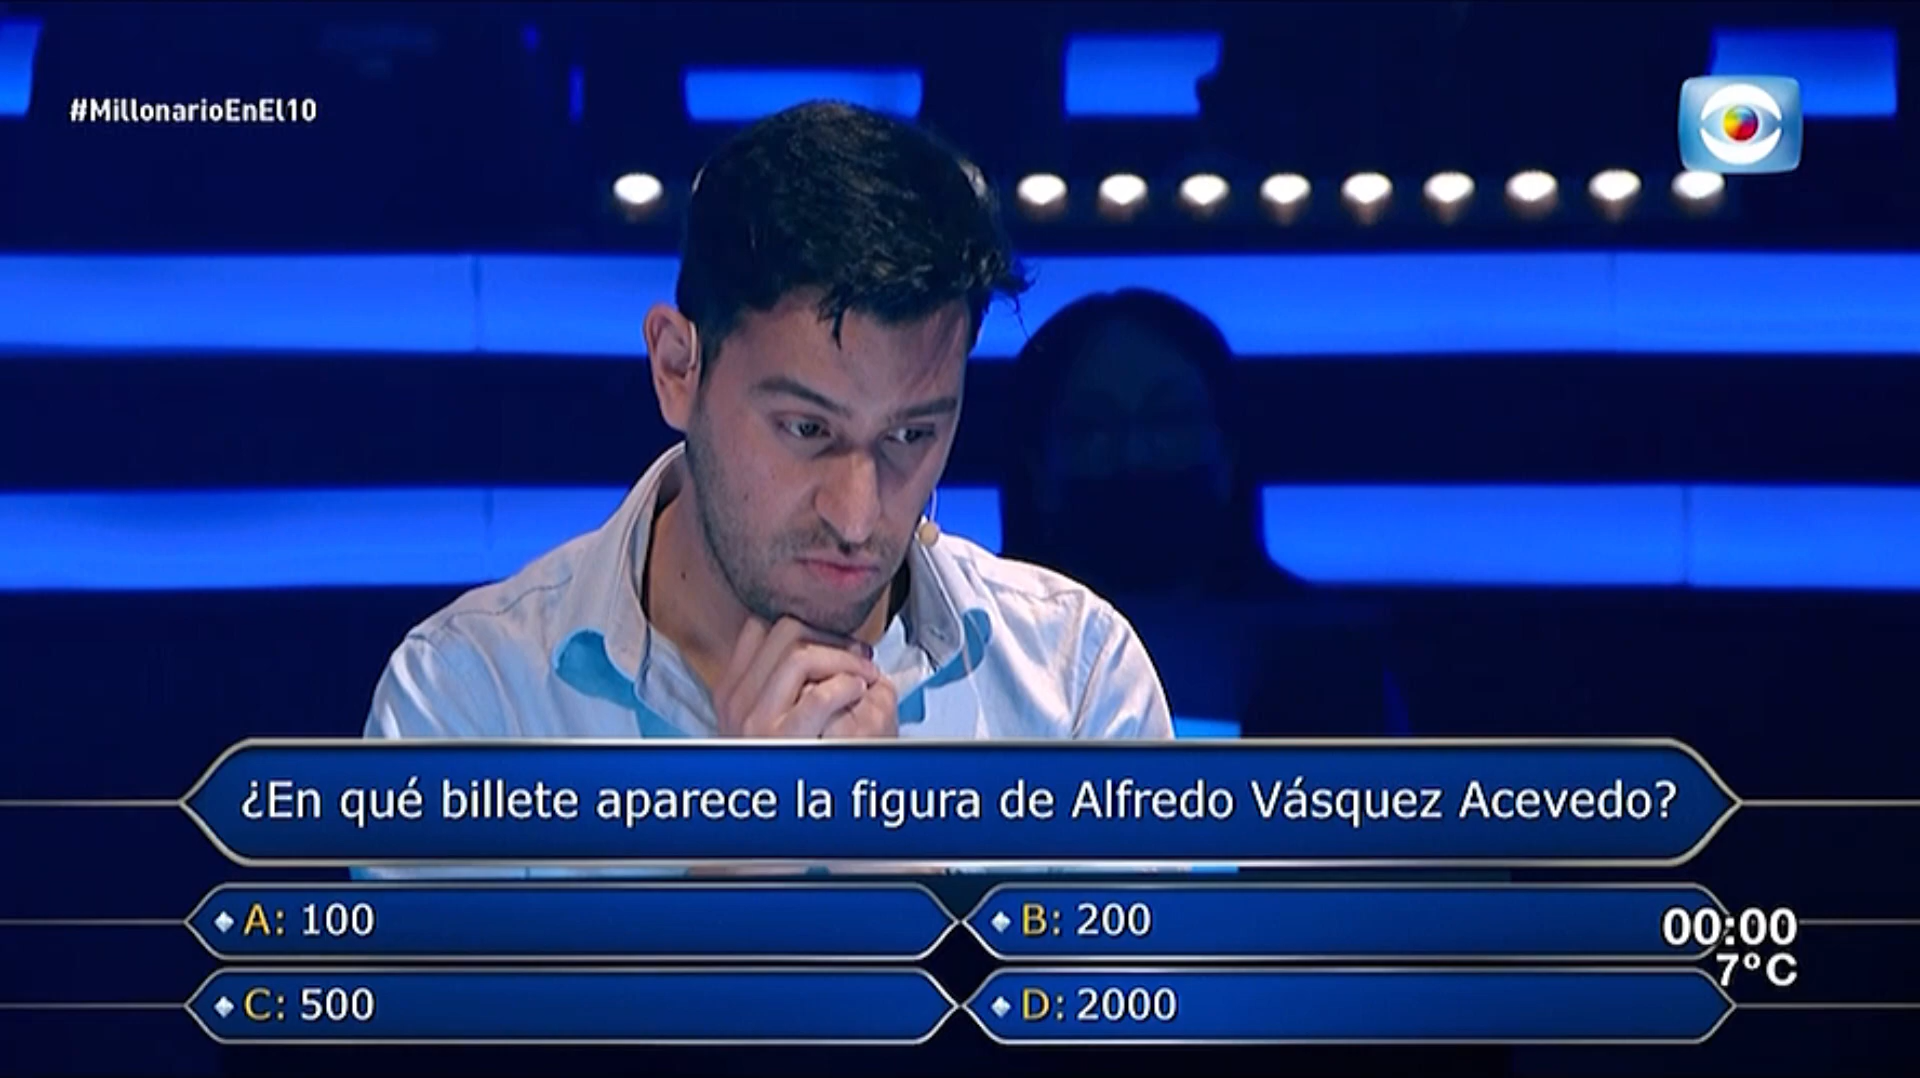 #MillonarioEnEl10
¿En qué billete aparece la figura de Alfredo Vásquez Acevedo?
A: 100
B: 200
C: 500
D: 2000
00:00
7°C